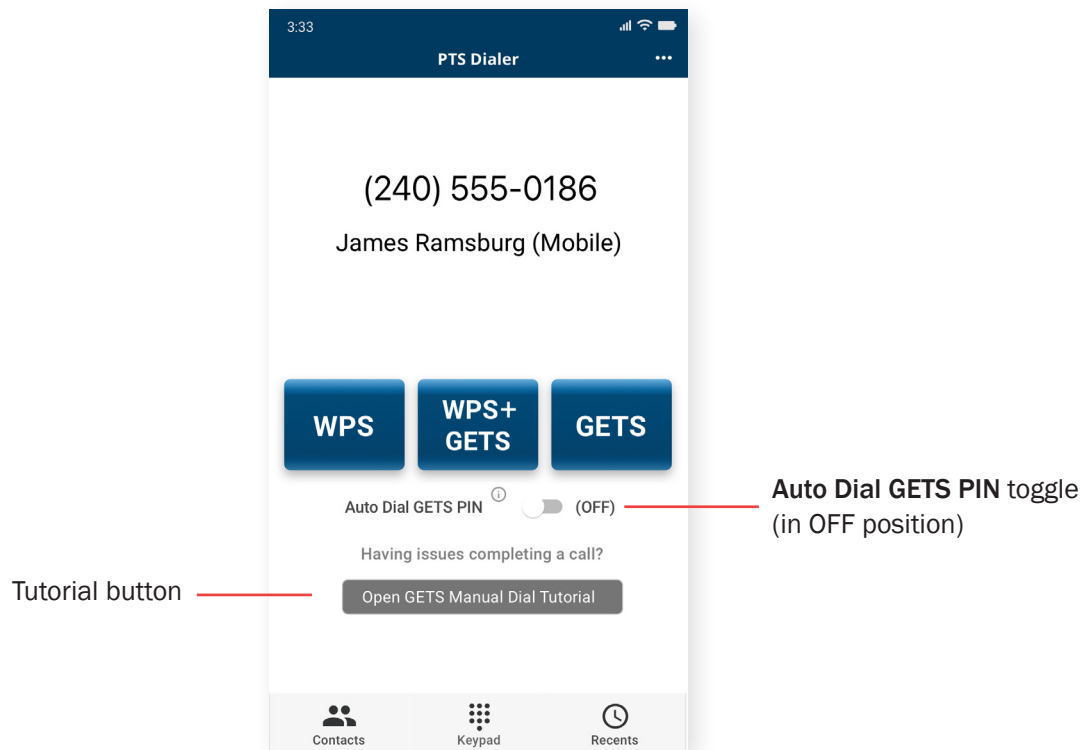 3:33
PTS Dialer
(240) 555-0186
James Ramsburg (Mobile)
WPS
WPS+
GETS
GETS
Auto Dial GETS PIN (OFF)
Auto Dial GETS PIN toggle
(in OFF position)
Having issues completing a call?
Tutorial button
Open GETS Manual Dial Tutorial
Contacts
Keypad
Recents